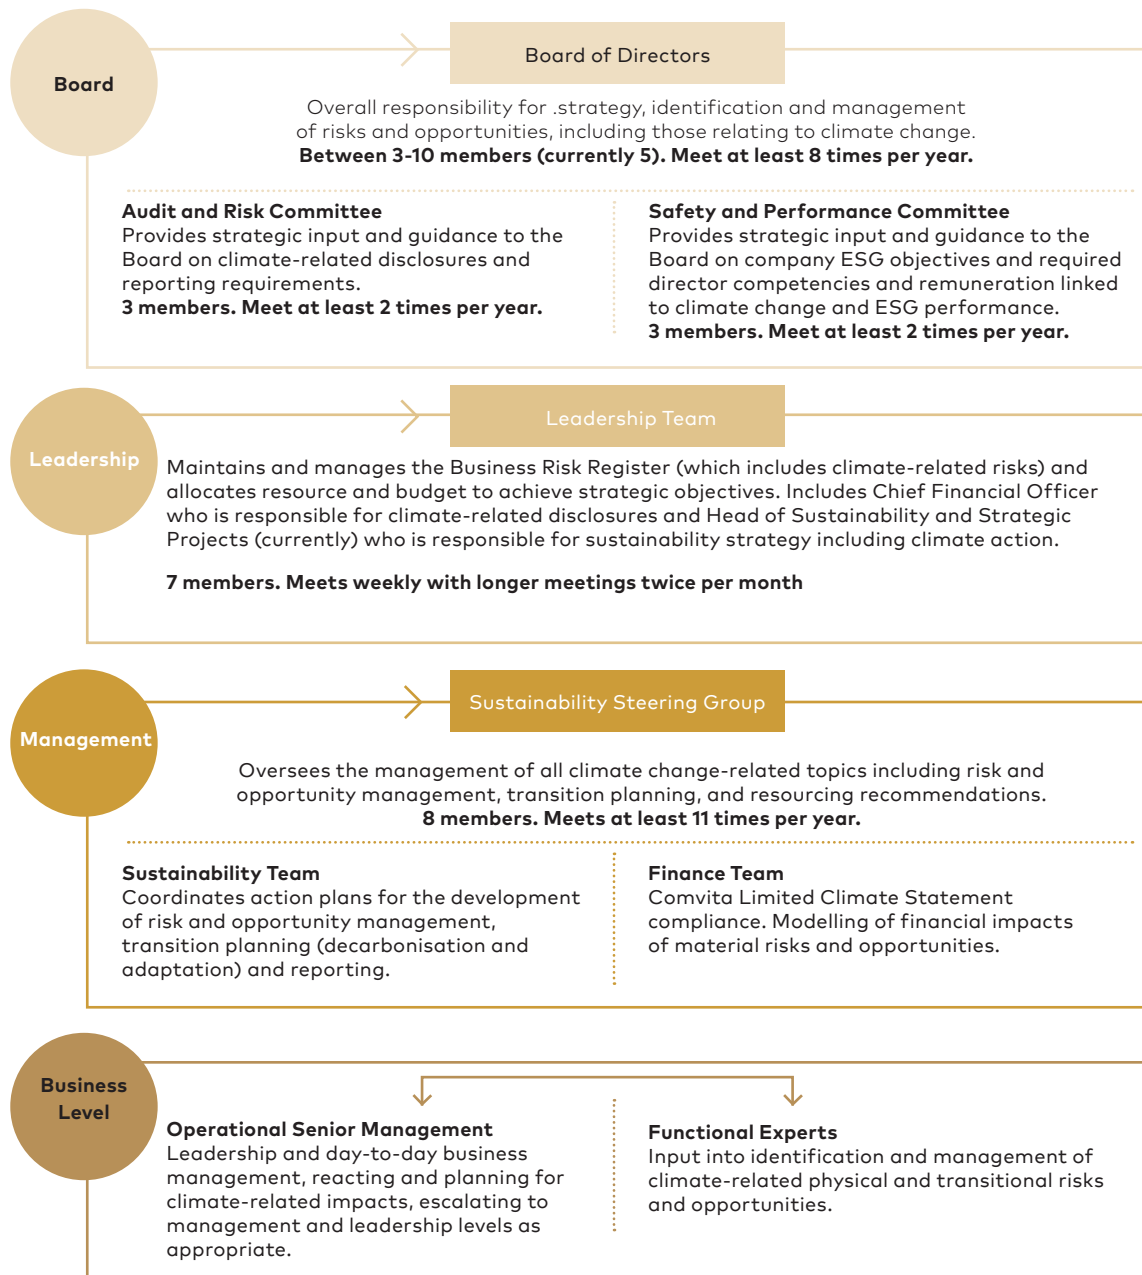 Board
Board of Directors
Overall responsibility for .strategy, identification and management
of risks and opportunities, including those relating to climate change.
Between 3-10 members (currently 5). Meet at least 8 times per year.
Audit and Risk Committee
Provides strategic input and guidance to the
Board on climate-related disclosures and
reporting requirements.
3 members. Meet at least 2 times per year.
Safety and Performance Committee
Provides strategic input and guidance to the
Board on company ESG objectives and required
director competencies and remuneration linked
to climate change and ESG performance.
3 members. Meet at least 2 times per year.
Leadership
Leadership Team
Maintains and manages the Business Risk Register (which includes climate-related risks) and
allocates resource and budget to achieve strategic objectives. Includes Chief Financial Officer
who is responsible for climate-related disclosures and Head of Sustainability and Strategic
Projects (currently) who is responsible for sustainability strategy including climate action.
7 members. Meets weekly with longer meetings twice per month
Management
Sustainability Steering Group
Oversees the management of all climate change-related topics including risk and
opportunity management, transition planning, and resourcing recommendations.
8 members. Meets at least 11 times per year.
Sustainability Team
Coordinates action plans for the development
of risk and opportunity management,
transition planning (decarbonisation and
adaptation) and reporting.
Finance Team
Comvita Limited Climate Statement
compliance. Modelling of financial impacts
of material risks and opportunities.
Business
Level
Operational Senior Management
Leadership and day-to-day business
management, reacting and planning for
climate-related impacts, escalating to
management and leadership levels as
appropriate.
Functional Experts
Input into identification and management of
climate-related physical and transitional risks
and opportunities.